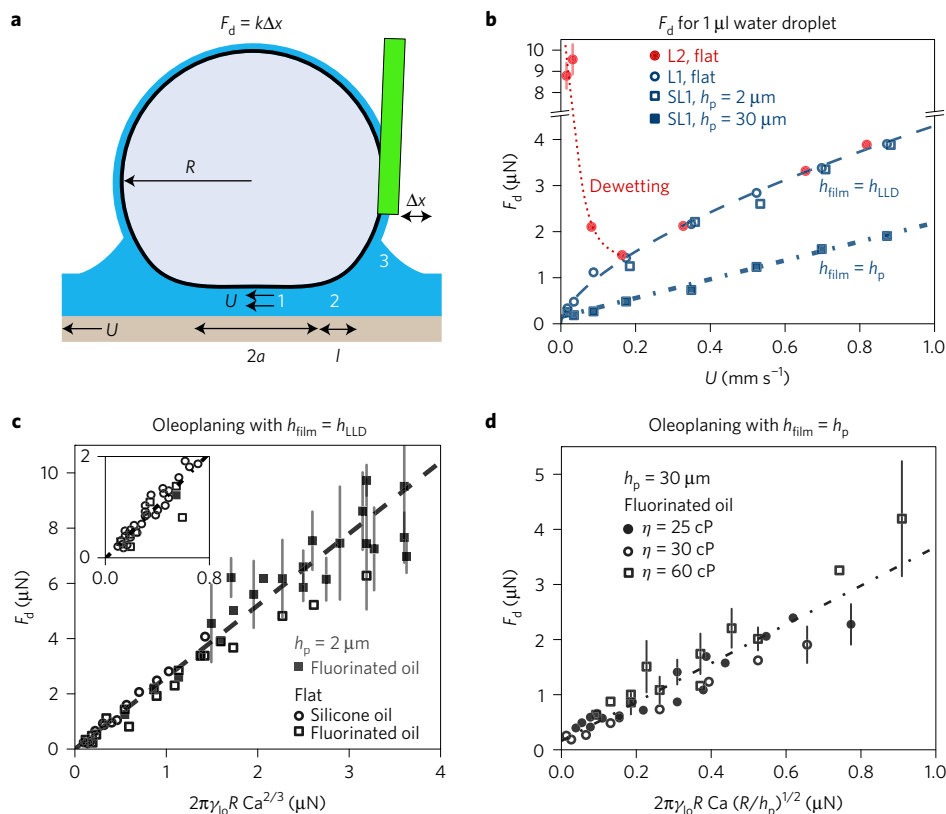 a
F_d = kΔx
R
Δx
3
U
1
2
U
2a
l
b
F_d for 1 µl water droplet
10
9
8
4
3
2
1
0
F_d (µN)
L2, flat
L1, flat
SL1, h_p = 2 µm
SL1, h_p = 30 µm
Dewetting
h_film = h_LLD
h_film = h_p
0.0 0.2 0.4 0.6 0.8 1.0
U (mm s⁻¹)
c
Oleoplaning with h_film = h_LLD
10
8
6
4
2
0
F_d (µN)
2
0
0.0 0.8
h_p = 2 µm
Fluorinated oil
Flat
Silicone oil
Fluorinated oil
0 1 2 3 4
2πγ_lo R Ca^2/3 (µN)
d
Oleoplaning with h_film = h_p
5
4
3
2
1
0
F_d (µN)
h_p = 30 µm
Fluorinated oil
η = 25 cP
η = 30 cP
η = 60 cP
0.0 0.2 0.4 0.6 0.8 1.0
2πγ_lo R Ca (R/h_p)^1/2 (µN)